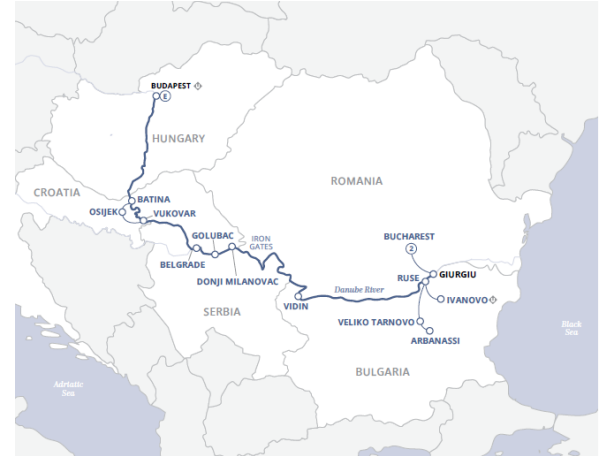 BUDAPEST
E
HUNGARY
ROMANIA
CROATIA
BATINA
OSIJEK
VUKOVAR
GOLUBAC
IRON
GATES
BUCHAREST
2
BELGRADE
DONJI MILANOVAC
RUSE
GIURGIU
Danube River
IVANOVO
VIDIN
SERBIA
VELIKO TARNOVO
ARBANASSI
Black
Sea
BULGARIA
Adriatic
Sea